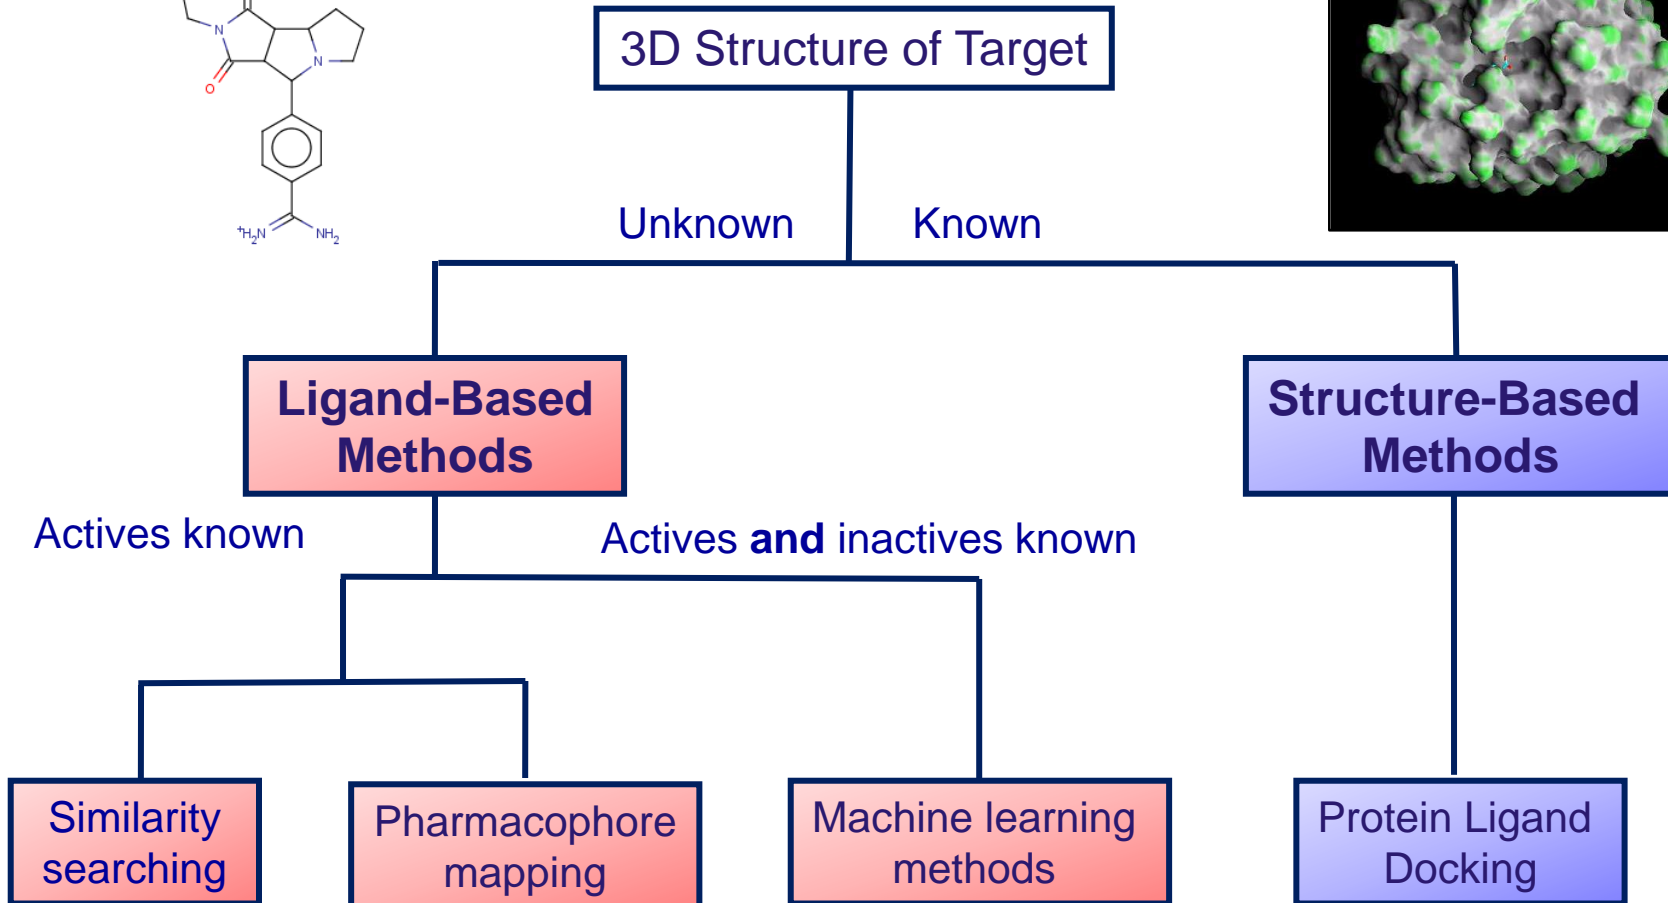 N
N
O
+H2N
NH2
3D Structure of Target
Unknown
Known
Ligand-Based
Methods
Structure-Based
Methods
Actives known
Actives and inactives known
Similarity
searching
Pharmacophore
mapping
Machine learning
methods
Protein Ligand
Docking